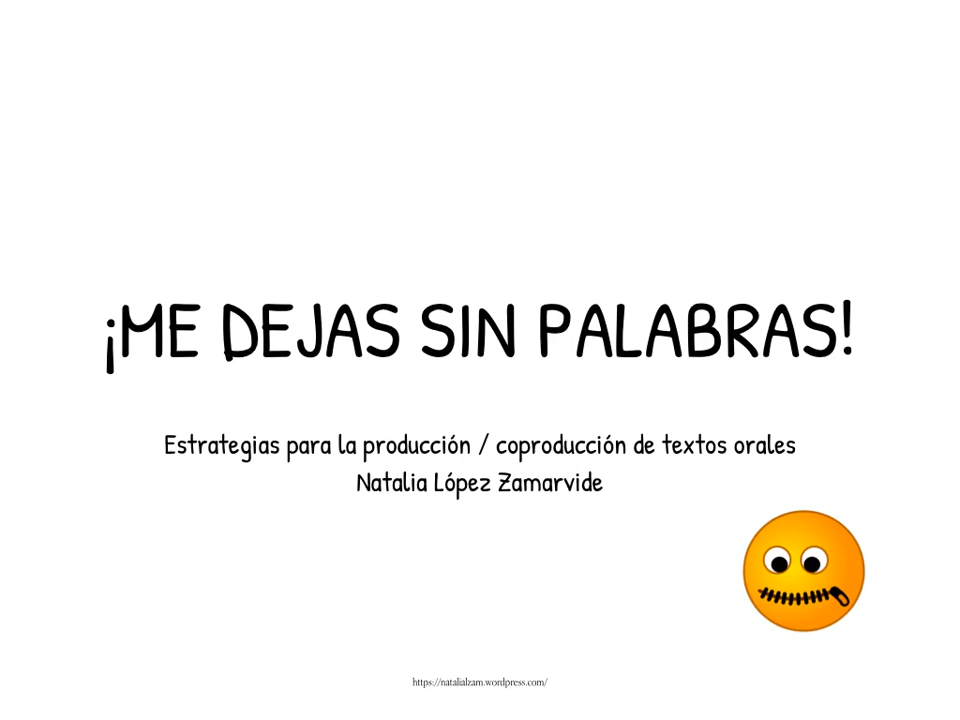 ¡ME DEJAS SIN PALABRAS!
Estrategias para la producción / coproducción de textos orales
Natalia López Zamarvide
https://natalialzam.wordpress.com/